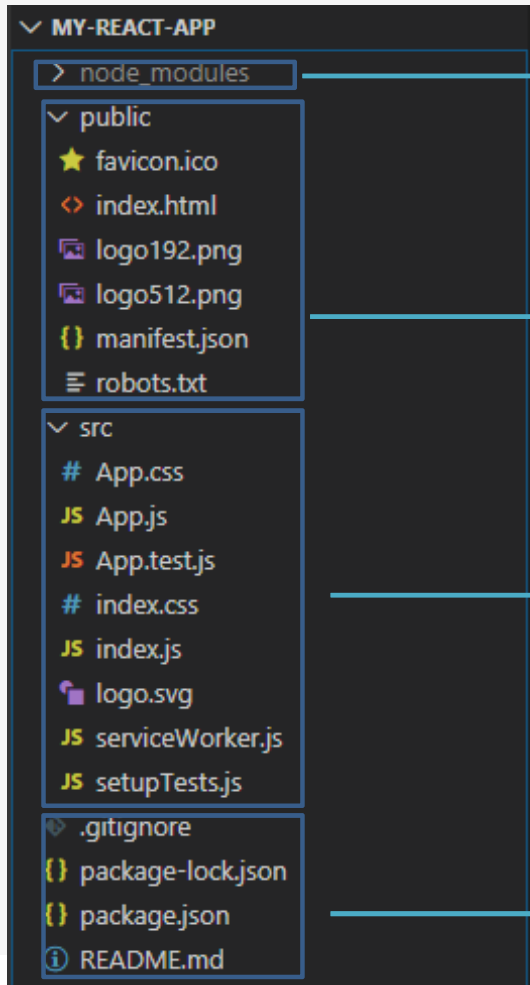 MY-REACT-APP
node_modules
public
favicon.ico
index.html
logo192.png
logo512.png
manifest.json
robots.txt
src
App.css
App.js
App.test.js
index.css
index.js
logo.svg
serviceWorker.js
setupTests.js
.gitignore
package-lock.json
package.json
README.md